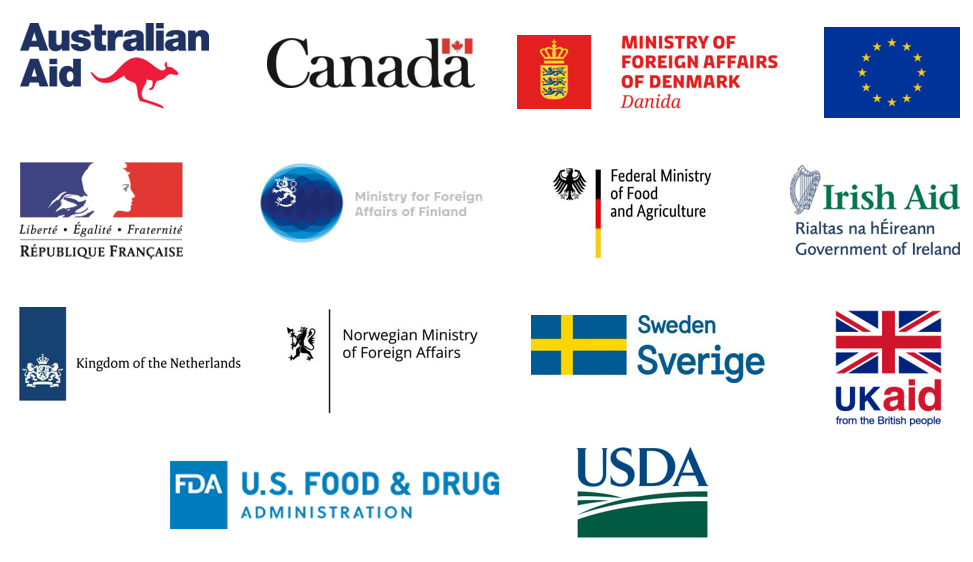 Australian
Aid
Canada
MINISTRY OF
FOREIGN AFFAIRS
OF DENMARK
Danida
Liberté • Égalité • Fraternité
RÉPUBLIQUE FRANÇAISE
Ministry for Foreign
Affairs of Finland
Federal Ministry
of Food
and Agriculture
Irish Aid
Rialtas na hÉireann
Government of Ireland
Kingdom of the Netherlands
Norwegian Ministry
of Foreign Affairs
Sweden
Sverige
UKaid
from the British people
FDA
U.S. FOOD & DRUG
ADMINISTRATION
USDA